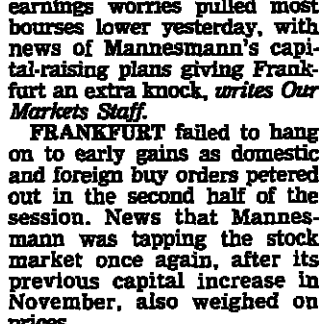 earnings worries pulled most
bourses lower yesterday, with
news of Mannesmann's capi-
tal-raising plans giving Frank-
furt an extra knock, writes Our
Markets Staff.
FRANKFURT failed to hang
on to early gains as domestic
and foreign buy orders petered
out in the second half of the
session. News that Mannes-
mann was tapping the stock
market once again, after its
previous capital increase in
November, also weighed on
prices.